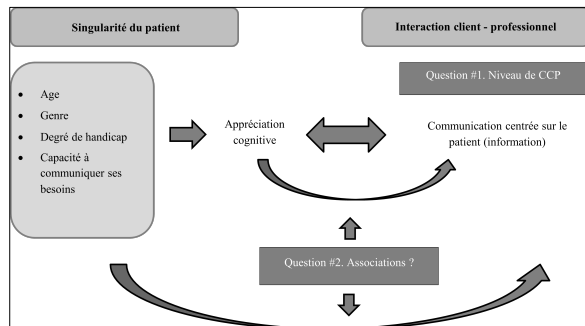 Singularité du patient
Interaction client - professionnel
Question #1. Niveau de CCP
• Age
• Genre
• Degré de handicap
• Capacité à
communiquer ses
besoins
Appréciation
cognitive
Communication centrée sur le
patient (information)
Question #2. Associations ?